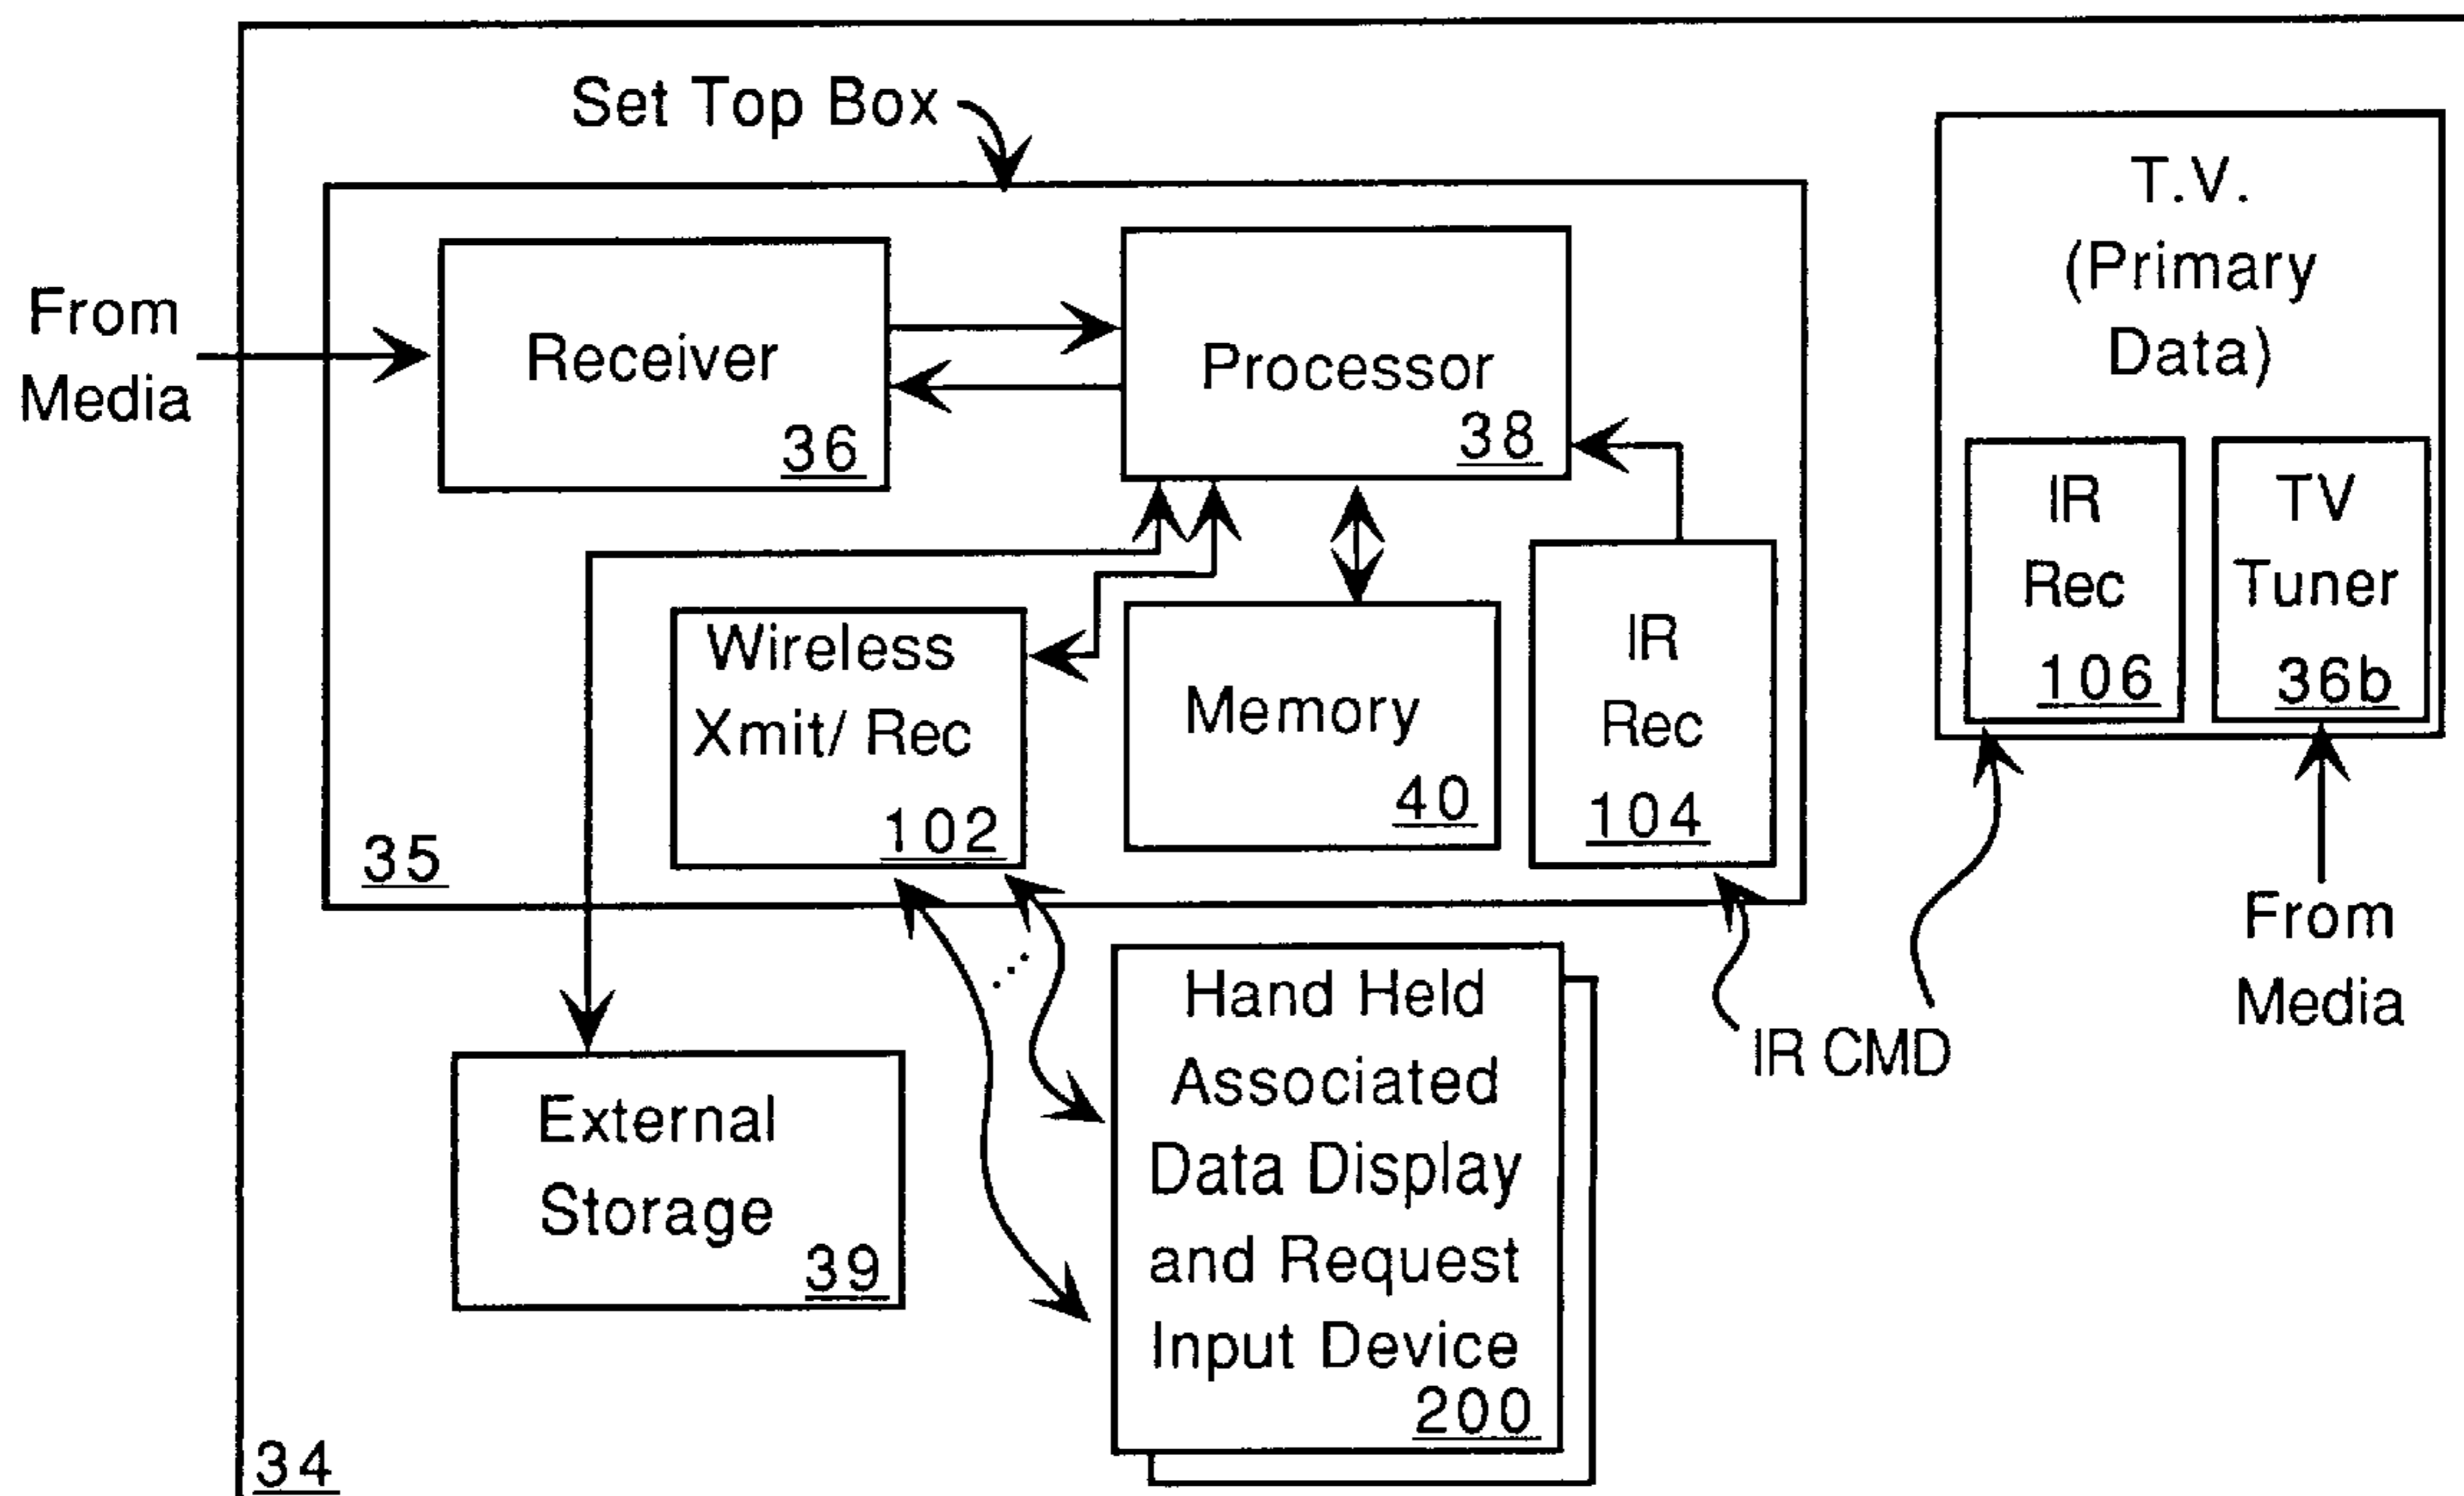 Set Top Box
From
Media
Receiver
36
Processor
38
Wireless
Xmit/ Rec
102
Memory
40
IR
Rec
104
35
T.V.
(Primary
Data)
IR
Rec
106
TV
Tuner
36b
From
Media
IR CMD
External
Storage
39
Hand Held
Associated
Data Display
and Request
Input Device
200
34